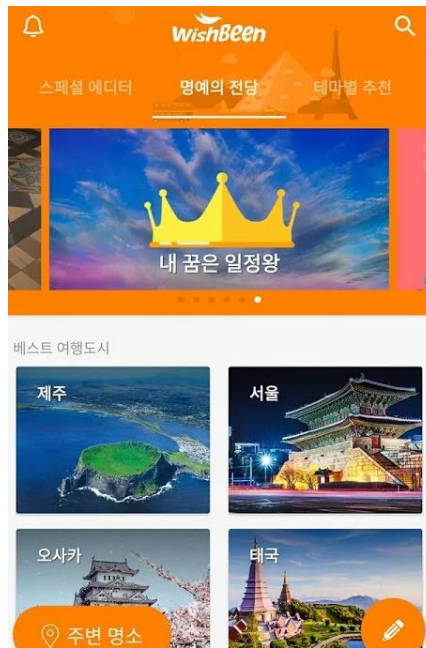 WishBeen
스페셜 에디터
명예의 전당
테마별 추천
내 꿈은 일정왕
베스트 여행도시
제주
서울
오사카
태국
주변 명소